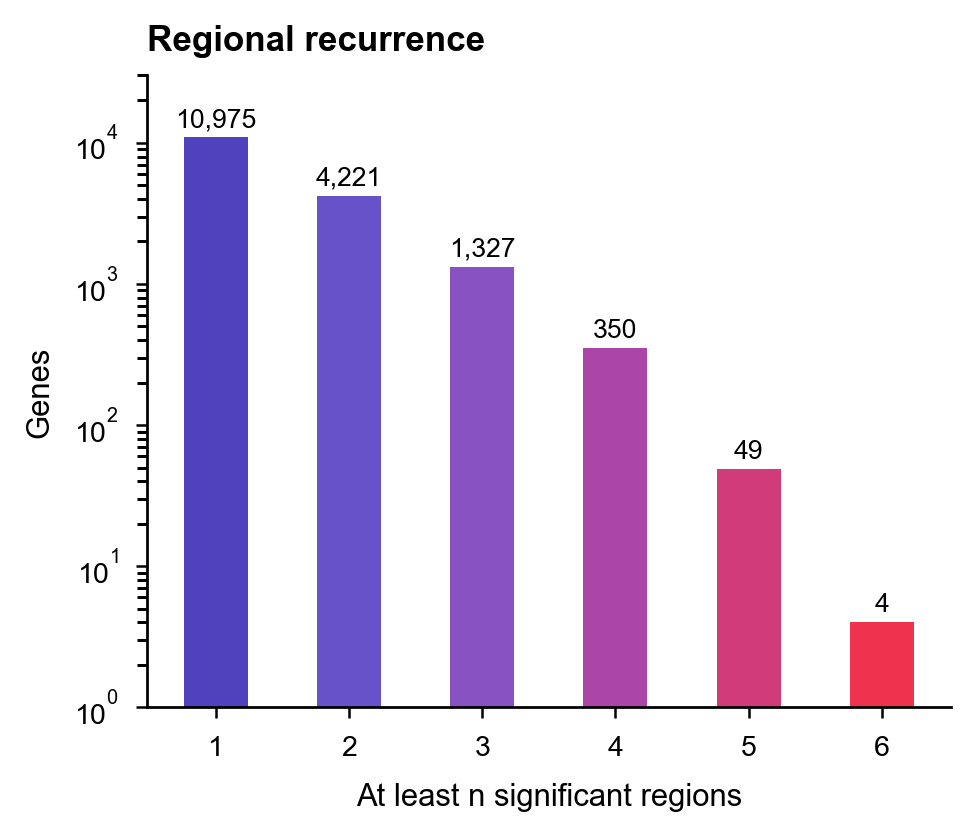 Regional recurrence
10,975
4,221
1,327
350
49
4
10^4
10^3
10^2
10^1
10^0
Genes
1 2 3 4 5 6
At least n significant regions